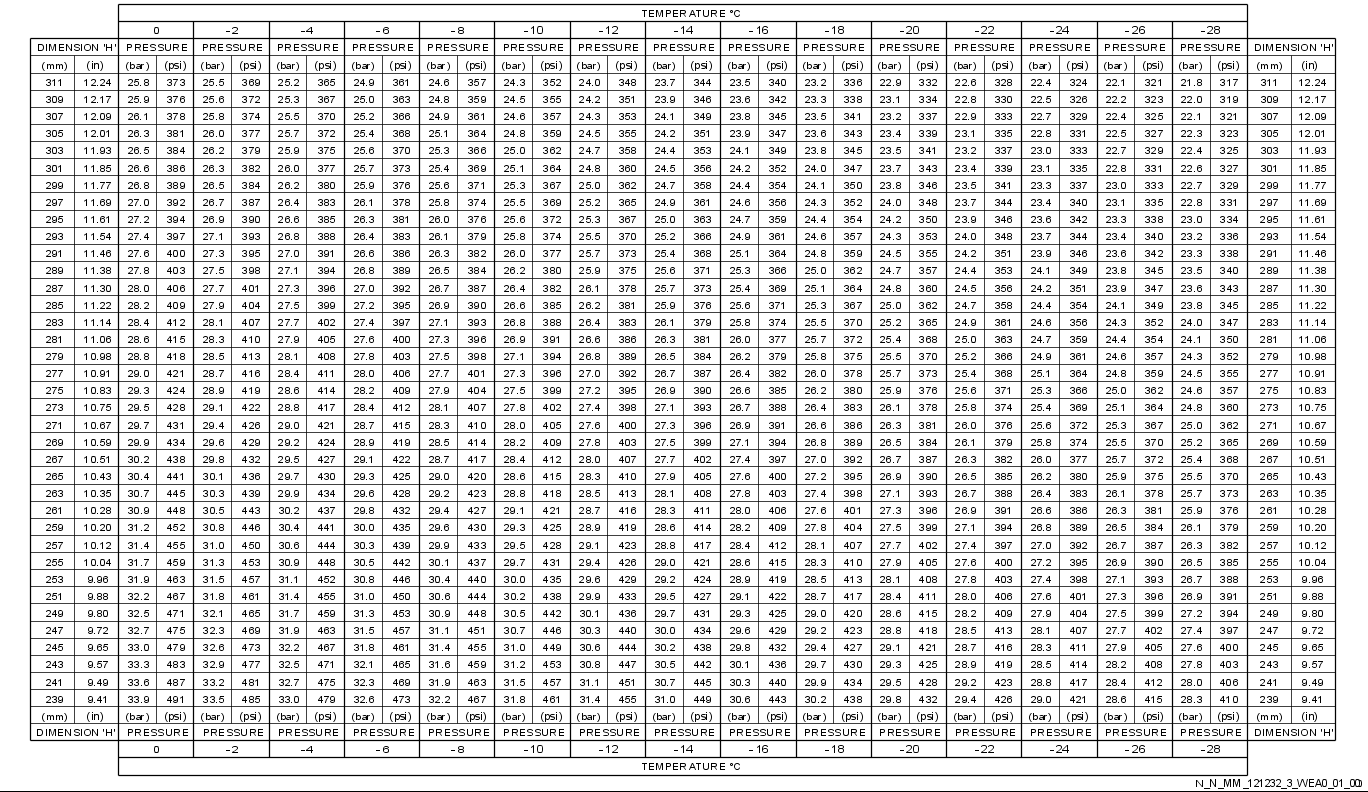 TEMPERATURE °C
0 -2 -4 -6 -8 -10 -12 -14 -16 -18 -20 -22 -24 -26 -28
DIMENSION 'H' PRESSURE PRESSURE PRESSURE PRESSURE PRESSURE PRESSURE PRESSURE PRESSURE PRESSURE PRESSURE PRESSURE PRESSURE PRESSURE PRESSURE PRESSURE DIMENSION 'H'
(mm) (in) (bar) (psi) (bar) (psi) (bar) (psi) (bar) (psi) (bar) (psi) (bar) (psi) (bar) (psi) (bar) (psi) (bar) (psi) (bar) (psi) (bar) (psi) (bar) (psi) (bar) (psi) (bar) (psi) (bar) (psi) (mm) (in)
311 12.24 25.8 373 25.5 369 25.2 365 24.9 361 24.6 357 24.3 352 24.0 348 23.7 344 23.5 340 23.2 336 22.9 332 22.6 328 22.4 324 22.1 321 21.8 317 311 12.24
309 12.17 25.9 376 25.6 372 25.3 367 25.0 363 24.8 359 24.5 355 24.2 351 23.9 346 23.6 342 23.3 338 23.1 334 22.8 330 22.5 326 22.2 323 22.0 319 309 12.17
307 12.09 26.1 378 25.8 374 25.5 370 25.2 366 24.9 361 24.6 357 24.3 353 24.1 349 23.8 345 23.5 341 23.2 337 22.9 333 22.7 329 22.4 325 22.1 321 307 12.09
305 12.01 26.3 381 26.0 377 25.7 372 25.4 368 25.1 364 24.8 359 24.5 355 24.2 351 23.9 347 23.6 343 23.4 339 23.1 335 22.8 331 22.5 327 22.3 323 305 12.01
303 11.93 26.5 384 26.2 379 25.9 375 25.6 370 25.3 366 25.0 362 24.7 358 24.4 353 24.1 349 23.8 345 23.5 341 23.2 337 23.0 333 22.7 329 22.4 325 303 11.93
301 11.85 26.6 386 26.3 382 26.0 377 25.7 373 25.4 369 25.1 364 24.8 360 24.5 356 24.2 352 24.0 347 23.7 343 23.4 339 23.1 335 22.8 331 22.6 327 301 11.85
299 11.77 26.8 389 26.5 384 26.2 380 25.9 376 25.6 371 25.3 367 25.0 362 24.7 358 24.4 354 24.1 350 23.8 346 23.5 341 23.3 337 23.0 333 22.7 329 299 11.77
297 11.69 27.0 392 26.7 387 26.4 383 26.1 378 25.8 374 25.5 369 25.2 365 24.9 361 24.6 356 24.3 352 24.0 348 23.7 344 23.4 340 23.1 335 22.8 331 297 11.69
295 11.61 27.2 394 26.9 390 26.6 385 26.3 381 26.0 376 25.6 372 25.3 367 25.0 363 24.7 359 24.4 354 24.2 350 23.9 346 23.6 342 23.3 338 23.0 334 295 11.61
293 11.54 27.4 397 27.1 393 26.8 388 26.4 383 26.1 379 25.8 374 25.5 370 25.2 366 24.9 361 24.6 357 24.3 353 24.0 348 23.7 344 23.4 340 23.2 336 293 11.54
291 11.46 27.6 400 27.3 395 27.0 391 26.6 386 26.3 382 26.0 377 25.7 373 25.4 368 25.1 364 24.8 359 24.5 355 24.2 351 23.9 346 23.6 342 23.3 338 291 11.46
289 11.38 27.8 403 27.5 398 27.1 394 26.8 389 26.5 384 26.2 380 25.9 375 25.6 371 25.3 366 25.0 362 24.7 357 24.4 353 24.1 349 23.8 345 23.5 340 289 11.38
287 11.30 28.0 406 27.7 401 27.3 396 27.0 392 26.7 387 26.4 382 26.1 378 25.7 373 25.4 369 25.1 364 24.8 360 24.5 356 24.2 351 23.9 347 23.6 343 287 11.30
285 11.22 28.2 409 27.9 404 27.5 399 27.2 395 26.9 390 26.6 385 26.2 381 25.9 376 25.6 371 25.3 367 25.0 362 24.7 358 24.4 354 24.1 349 23.8 345 285 11.22
283 11.14 28.4 412 28.1 407 27.7 402 27.4 397 27.1 393 26.8 388 26.4 383 26.1 379 25.8 374 25.5 370 25.2 365 24.9 361 24.6 356 24.3 352 24.0 347 283 11.14
281 11.06 28.6 415 28.3 410 27.9 405 27.6 400 27.3 396 26.9 391 26.6 386 26.3 381 26.0 377 25.7 372 25.4 368 25.0 363 24.7 359 24.4 354 24.1 350 281 11.06
279 10.98 28.8 418 28.5 413 28.1 408 27.8 403 27.5 398 27.1 394 26.8 389 26.5 384 26.2 379 25.8 375 25.5 370 25.2 366 24.9 361 24.6 357 24.3 352 279 10.98
277 10.91 29.0 421 28.7 416 28.4 411 28.0 406 27.7 401 27.3 396 27.0 392 26.7 387 26.4 382 26.0 378 25.7 373 25.4 368 25.1 364 24.8 359 24.5 355 277 10.91
275 10.83 29.3 424 28.9 419 28.6 414 28.2 409 27.9 404 27.5 399 27.2 395 26.9 390 26.6 385 26.2 380 25.9 376 25.6 371 25.3 366 25.0 362 24.6 357 275 10.83
273 10.75 29.5 428 29.1 422 28.8 417 28.4 412 28.1 407 27.8 402 27.4 398 27.1 393 26.7 388 26.4 383 26.1 378 25.8 374 25.4 369 25.1 364 24.8 360 273 10.75
271 10.67 29.7 431 29.4 426 29.0 421 28.7 415 28.3 410 28.0 405 27.6 400 27.3 396 26.9 391 26.6 386 26.3 381 26.0 376 25.6 372 25.3 367 25.0 362 271 10.67
269 10.59 29.9 434 29.6 429 29.2 424 28.9 419 28.5 414 28.2 409 27.8 403 27.5 399 27.1 394 26.8 389 26.5 384 26.1 379 25.8 374 25.5 370 25.2 365 269 10.59
267 10.51 30.2 438 29.8 432 29.5 427 29.1 422 28.7 417 28.4 412 28.0 407 27.7 402 27.4 397 27.0 392 26.7 387 26.3 382 26.0 377 25.7 372 25.4 368 267 10.51
265 10.43 30.4 441 30.1 436 29.7 430 29.3 425 29.0 420 28.6 415 28.3 410 27.9 405 27.6 400 27.2 395 26.9 390 26.5 385 26.2 380 25.9 375 25.5 370 265 10.43
263 10.35 30.7 445 30.3 439 29.9 434 29.6 428 29.2 423 28.8 418 28.5 413 28.1 408 27.8 403 27.4 398 27.1 393 26.7 388 26.4 383 26.1 378 25.7 373 263 10.35
261 10.28 30.9 448 30.5 443 30.2 437 29.8 432 29.4 427 29.1 421 28.7 416 28.3 411 28.0 406 27.6 401 27.3 396 26.9 391 26.6 386 26.3 381 25.9 376 261 10.28
259 10.20 31.2 452 30.8 446 30.4 441 30.0 435 29.6 430 29.3 425 28.9 419 28.6 414 28.2 409 27.8 404 27.5 399 27.1 394 26.8 389 26.5 384 26.1 379 259 10.20
257 10.12 31.4 455 31.0 450 30.6 444 30.3 439 29.9 433 29.5 428 29.1 423 28.8 417 28.4 412 28.1 407 27.7 402 27.4 397 27.0 392 26.7 387 26.3 382 257 10.12
255 10.04 31.7 459 31.3 453 30.9 448 30.5 442 30.1 437 29.7 431 29.4 426 29.0 421 28.6 415 28.3 410 27.9 405 27.6 400 27.2 395 26.9 390 26.5 385 255 10.04
253 9.96 31.9 463 31.5 457 31.1 452 30.8 446 30.4 440 30.0 435 29.6 429 29.2 424 28.9 419 28.5 413 28.1 408 27.8 403 27.4 398 27.1 393 26.7 388 253 9.96
251 9.88 32.2 467 31.8 461 31.4 455 31.0 450 30.6 444 30.2 438 29.9 433 29.5 427 29.1 422 28.7 417 28.4 411 28.0 406 27.6 401 27.3 396 26.9 391 251 9.88
249 9.80 32.5 471 32.1 465 31.7 459 31.3 453 30.9 448 30.5 442 30.1 436 29.7 431 29.3 425 29.0 420 28.6 415 28.2 409 27.9 404 27.5 399 27.2 394 249 9.80
247 9.72 32.7 475 32.3 469 31.9 463 31.5 457 31.1 451 30.7 446 30.3 440 30.0 434 29.6 429 29.2 423 28.8 418 28.5 413 28.1 407 27.7 402 27.4 397 247 9.72
245 9.65 33.0 479 32.6 473 32.2 467 31.8 461 31.4 455 31.0 449 30.6 444 30.2 438 29.8 432 29.4 427 29.1 421 28.7 416 28.3 411 27.9 405 27.6 400 245 9.65
243 9.57 33.3 483 32.9 477 32.5 471 32.1 465 31.6 459 31.2 453 30.8 447 30.5 442 30.1 436 29.7 430 29.3 425 28.9 419 28.5 414 28.2 408 27.8 403 243 9.57
241 9.49 33.6 487 33.2 481 32.7 475 32.3 469 31.9 463 31.5 457 31.1 451 30.7 445 30.3 440 29.9 434 29.5 428 29.2 423 28.8 417 28.4 412 28.0 406 241 9.49
239 9.41 33.9 491 33.5 485 33.0 479 32.6 473 32.2 467 31.8 461 31.4 455 31.0 449 30.6 443 30.2 438 29.8 432 29.4 426 29.0 421 28.6 415 28.3 410 239 9.41
(mm) (in) (bar) (psi) (bar) (psi) (bar) (psi) (bar) (psi) (bar) (psi) (bar) (psi) (bar) (psi) (bar) (psi) (bar) (psi) (bar) (psi) (bar) (psi) (bar) (psi) (bar) (psi) (bar) (psi) (bar) (psi) (mm) (in)
DIMENSION 'H' PRESSURE PRESSURE PRESSURE PRESSURE PRESSURE PRESSURE PRESSURE PRESSURE PRESSURE PRESSURE PRESSURE PRESSURE PRESSURE PRESSURE PRESSURE DIMENSION 'H'
0 -2 -4 -6 -8 -10 -12 -14 -16 -18 -20 -22 -24 -26 -28
TEMPERATURE °C
N_N_MM_121232_3_WEA0_01_00